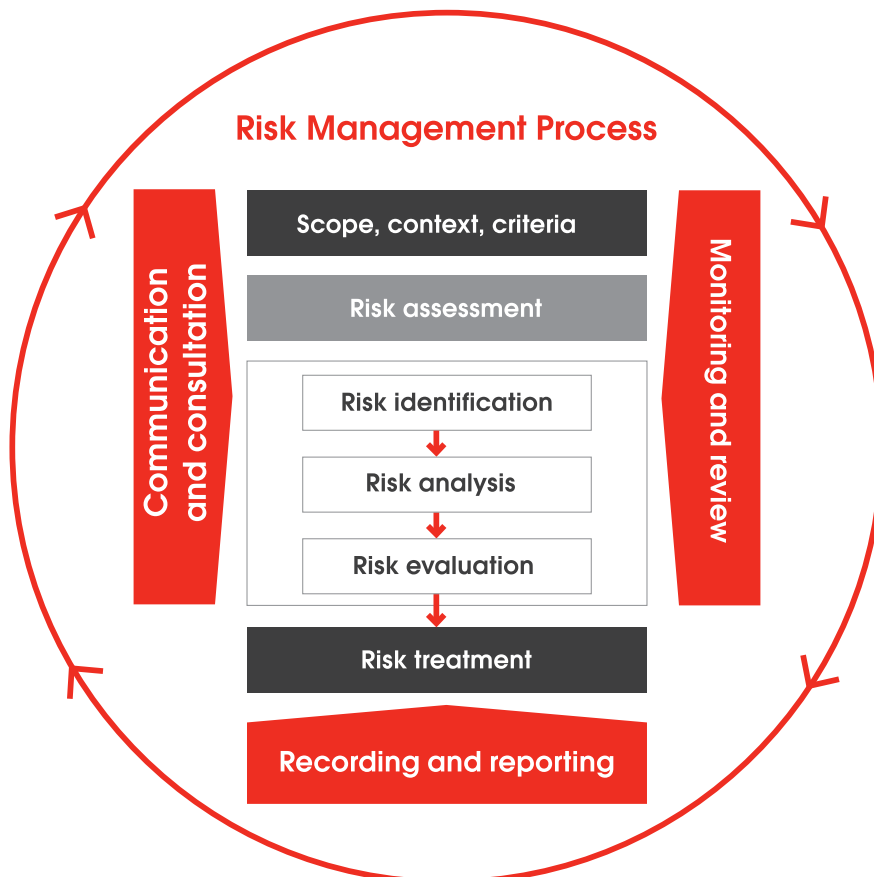 Risk Management Process
Scope, context, criteria
Risk assessment
Communication
and consultation
Risk identification
Risk analysis
Risk evaluation
Monitoring and review
Risk treatment
Recording and reporting